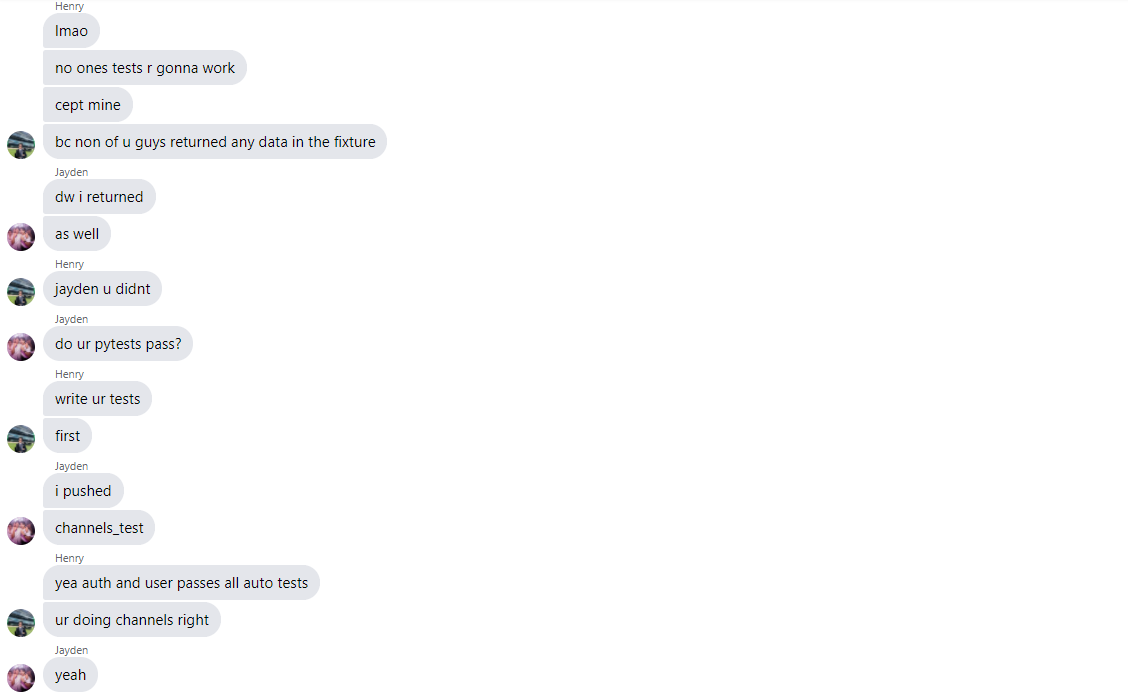 Henry
lmao
no ones tests r gonna work
cept mine
bc non of u guys returned any data in the fixture
Jayden
dw i returned
as well
Henry
jayden u didnt
Jayden
do ur pytests pass?
Henry
write ur tests
first
Jayden
i pushed
channels_test
Henry
yea auth and user passes all auto tests
ur doing channels right
Jayden
yeah